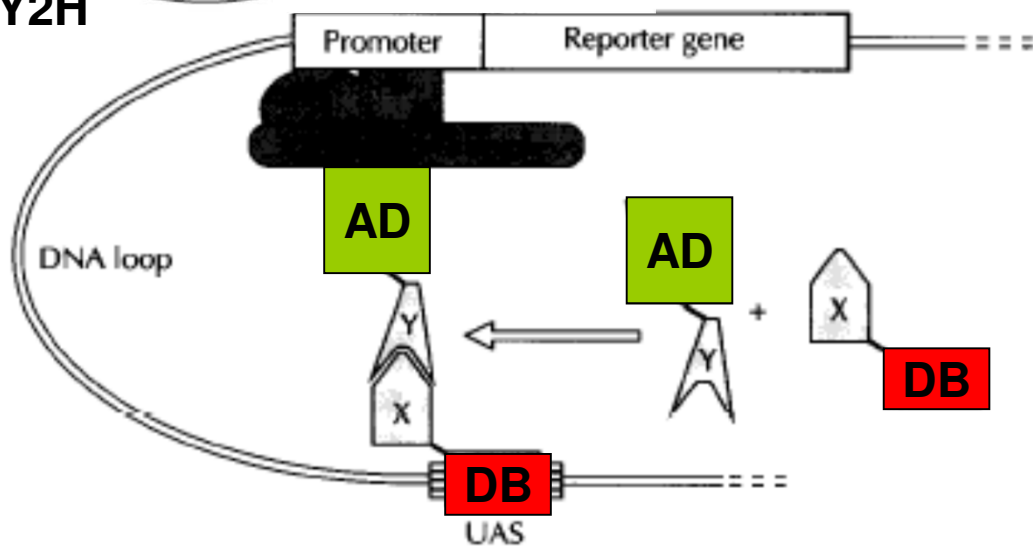 Y2H
Promoter
Reporter gene
AD
AD
DNA loop
Y
+
X
Y
X
DB
DB
UAS